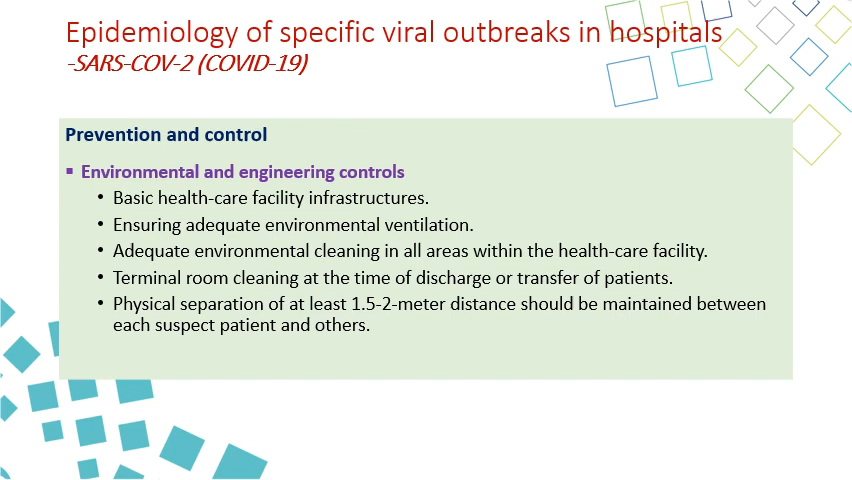 Epidemiology of specific viral outbreaks in hospitals
-SARS-COV-2 (COVID-19)
Prevention and control
▪ Environmental and engineering controls
• Basic health-care facility infrastructures.
• Ensuring adequate environmental ventilation.
• Adequate environmental cleaning in all areas within the health-care facility.
• Terminal room cleaning at the time of discharge or transfer of patients.
• Physical separation of at least 1.5-2-meter distance should be maintained between
each suspect patient and others.